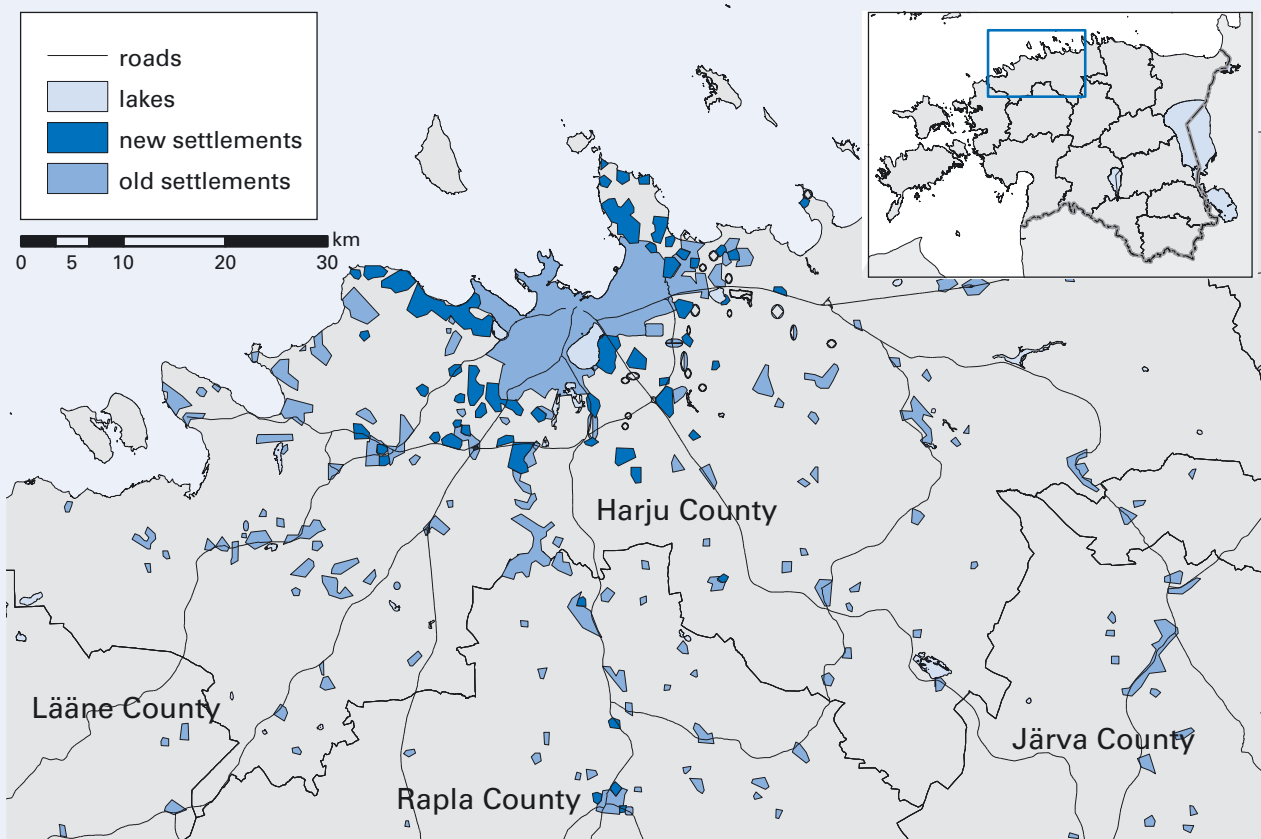 roads
lakes
new settlements
old settlements
km
0 5 10 20 30
Harju County
Lääne County
Järva County
Rapla County